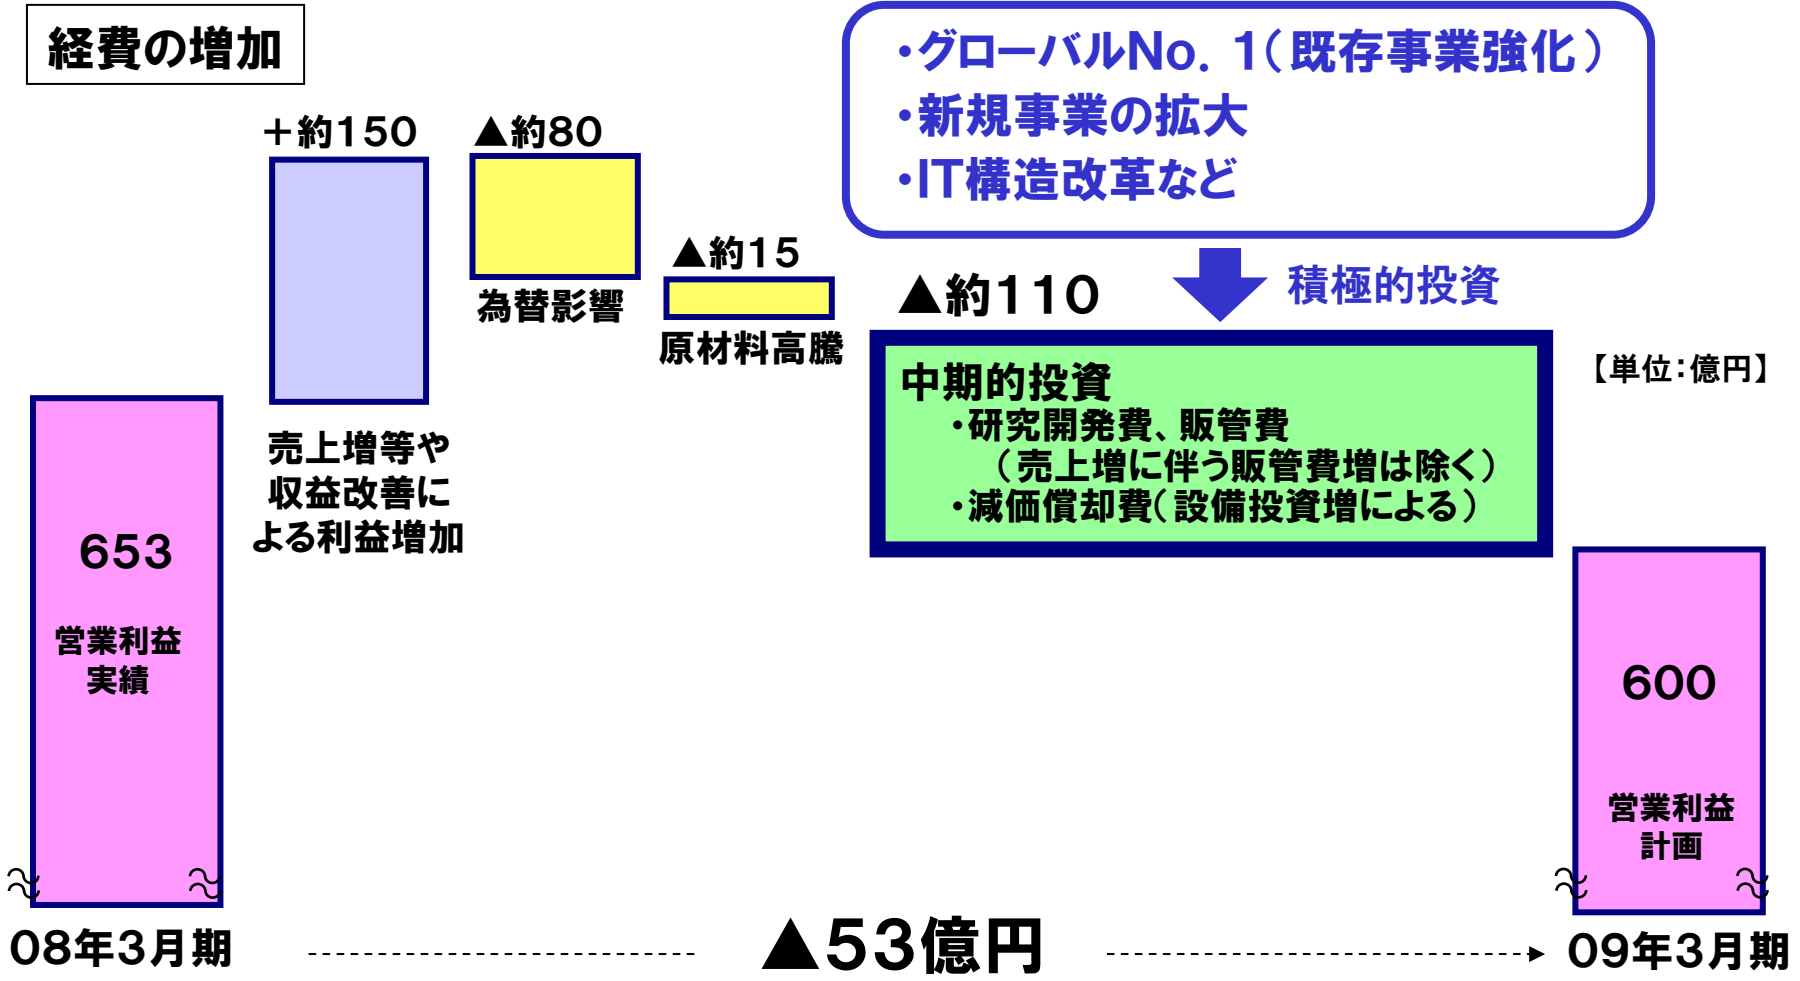 経費の増加
・グローバルNo．1（既存事業強化）
・新規事業の拡大
・IT構造改革など
＋約150
▲約80
為替影響
▲約15
原材料高騰
▲約110
積極的投資
【単位：億円】
中期的投資
・研究開発費、販管費
（売上増に伴う販管費増は除く）
・減価償却費（設備投資増による）
売上増等や
収益改善に
よる利益増加
653
営業利益
実績
600
営業利益
計画
08年3月期
▲53億円
09年3月期